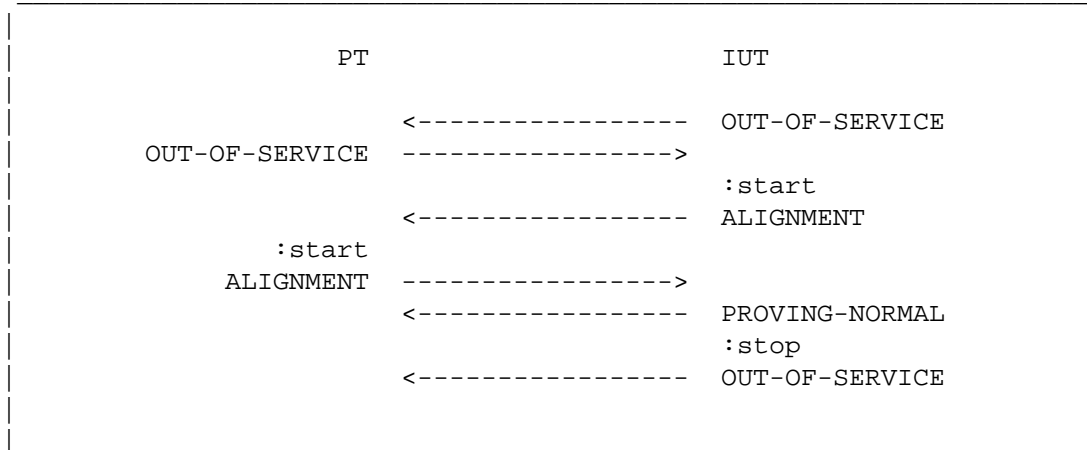 PT IUT
<----------------- OUT-OF-SERVICE
OUT-OF-SERVICE ----------------->
:start
<----------------- ALIGNMENT
:start
ALIGNMENT ----------------->
<----------------- PROVING-NORMAL
:stop
<----------------- OUT-OF-SERVICE